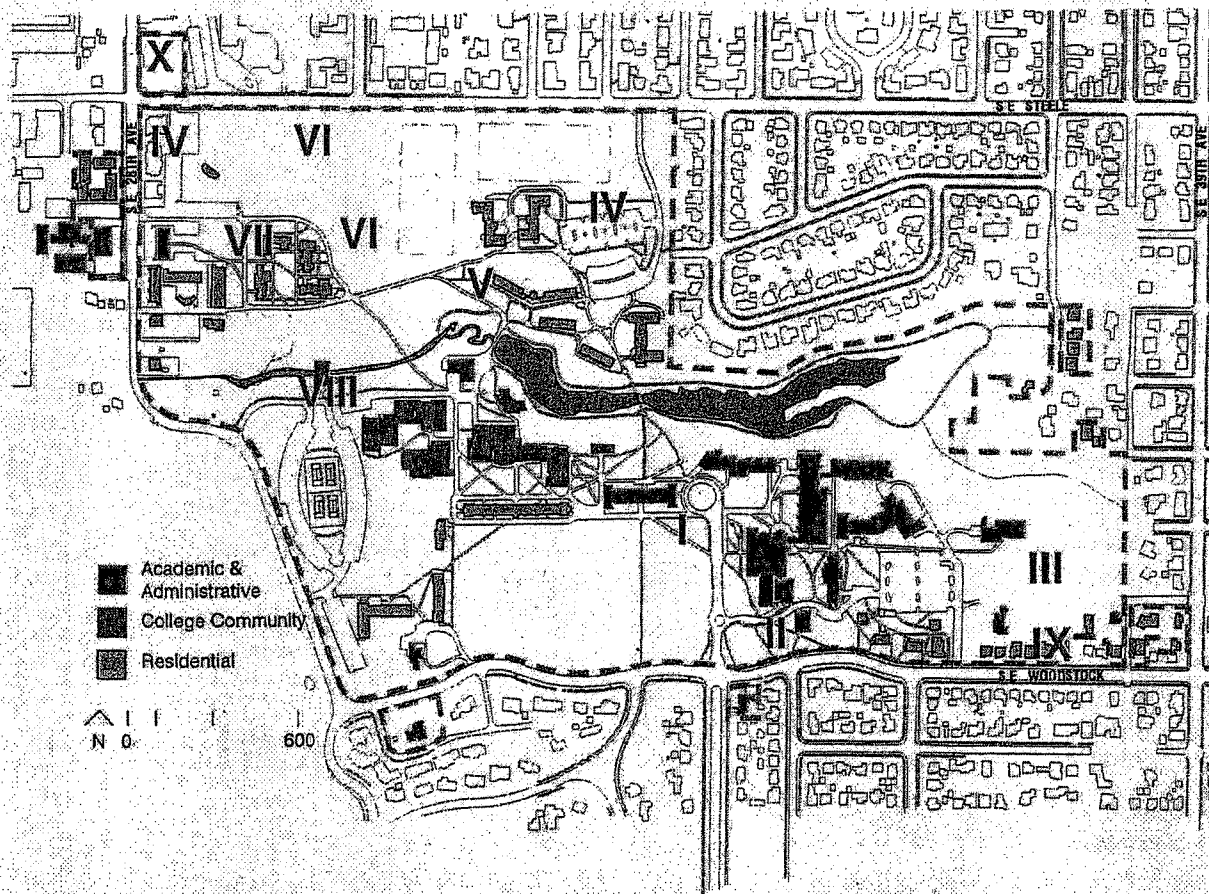 X
S.E. STEELE
S.E. 28TH AVE
IV
VI
S.E. 39TH AVE
IV
VI
VII
V
VIII
I
III
II
IX
S.E. WOODSTOCK
Academic &
Administrative
College Community
Residential
N 0
600